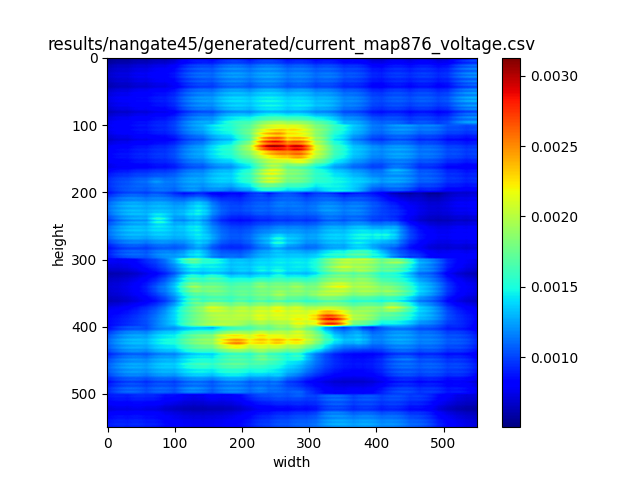 results/nangate45/generated/current_map876_voltage.csv
0
100
200
300
400
500
height
0 100 200 300 400 500
width
0.0030
0.0025
0.0020
0.0015
0.0010